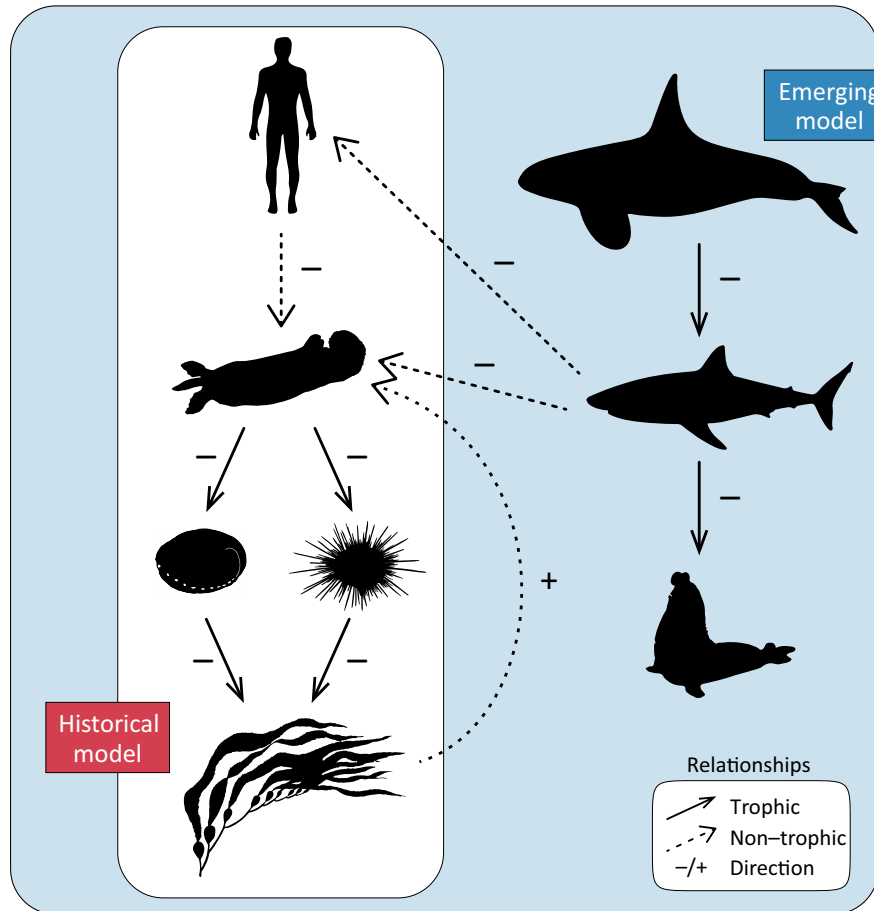 Emerging
model
–
–
–
–
–
–
–
+
–
–
Historical
model
Relationships
Trophic
Non–trophic
–/+ Direction